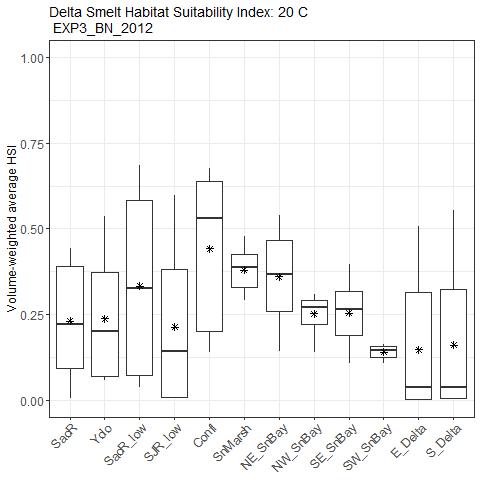 Delta Smelt Habitat Suitability Index: 20 C
EXP3_BN_2012
Volume-weighted average HSI
1.00
0.75
0.50
0.25
0.00
SacR
Yolo
SacR_low
SJR_low
Confl
SnMarsh
NE_SnBay
NW_SnBay
SE_SnBay
SW_SnBay
E_Delta
S_Delta